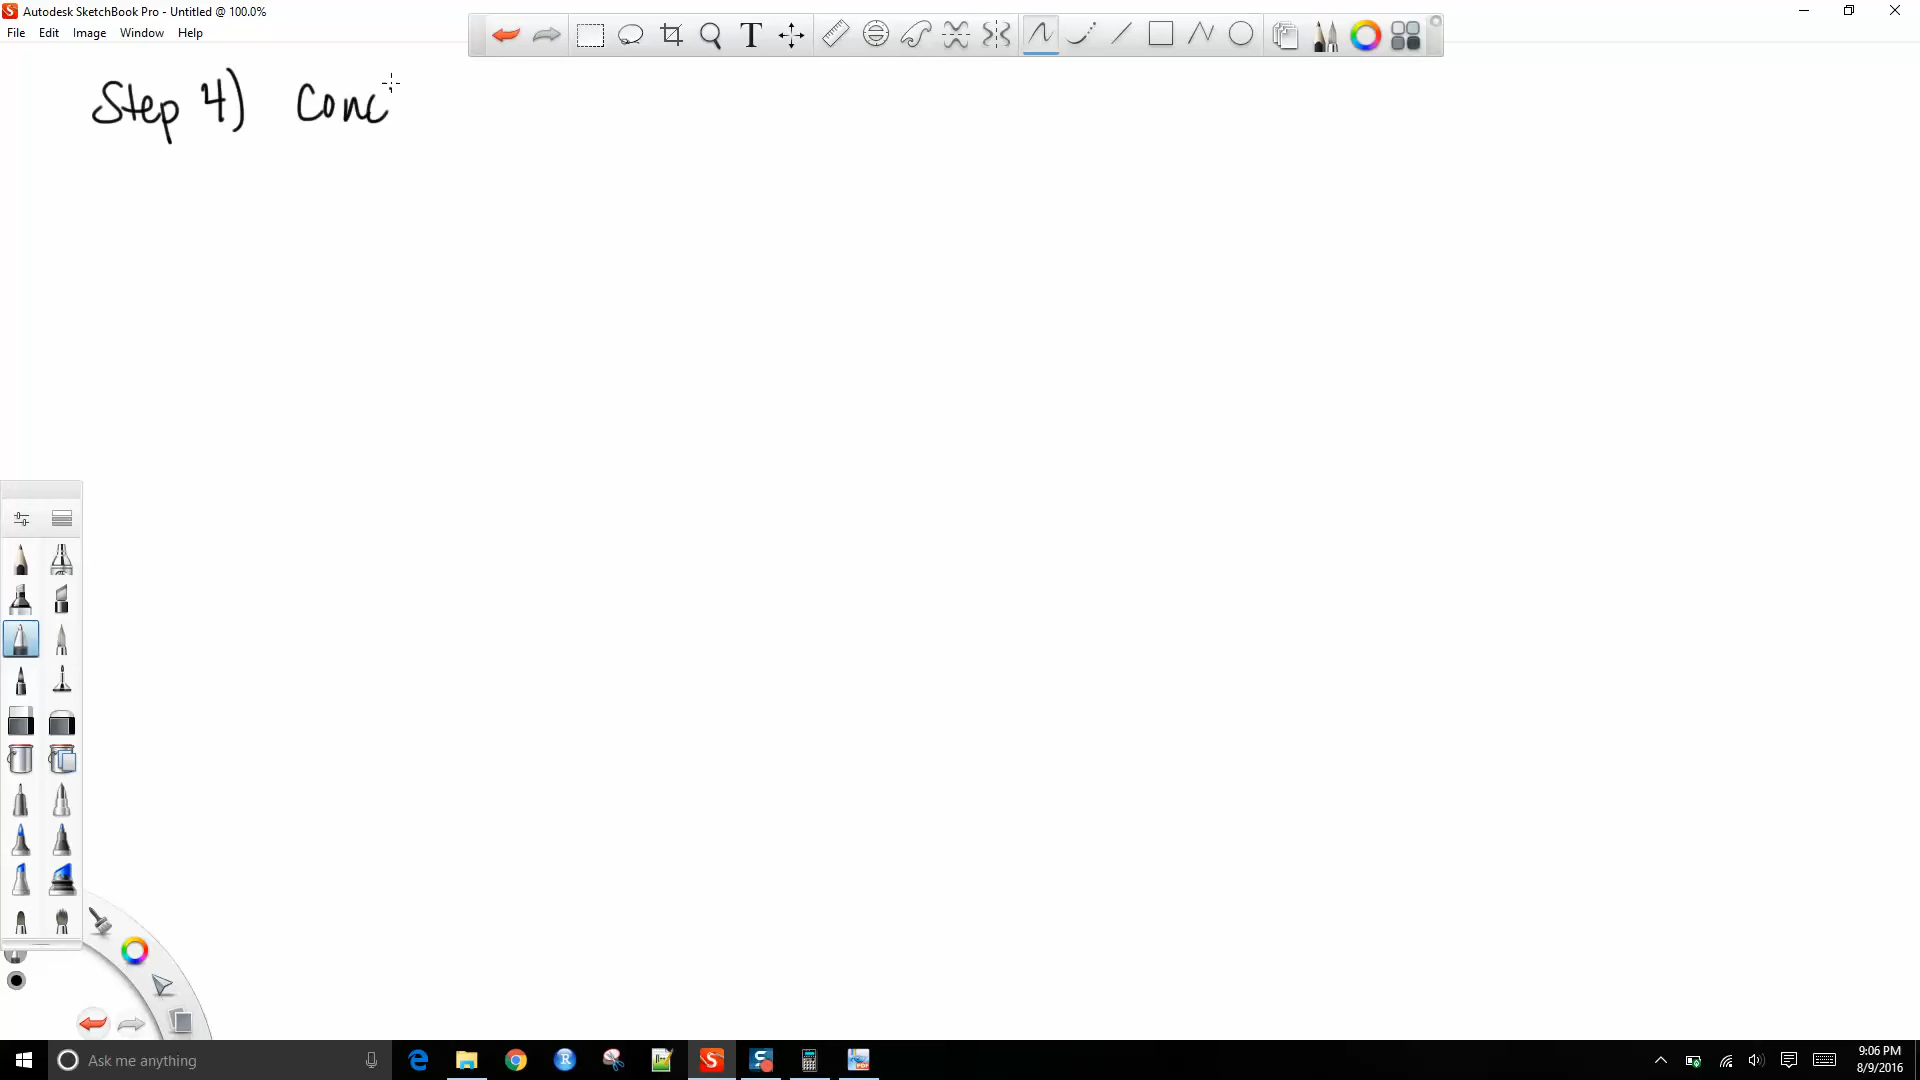 Autodesk SketchBook Pro - Untitled @ 100.0%
File Edit Image Window Help
T
Step 4) Conc
Ask me anything
R
S
S
PDF
9:06 PM
8/9/2016